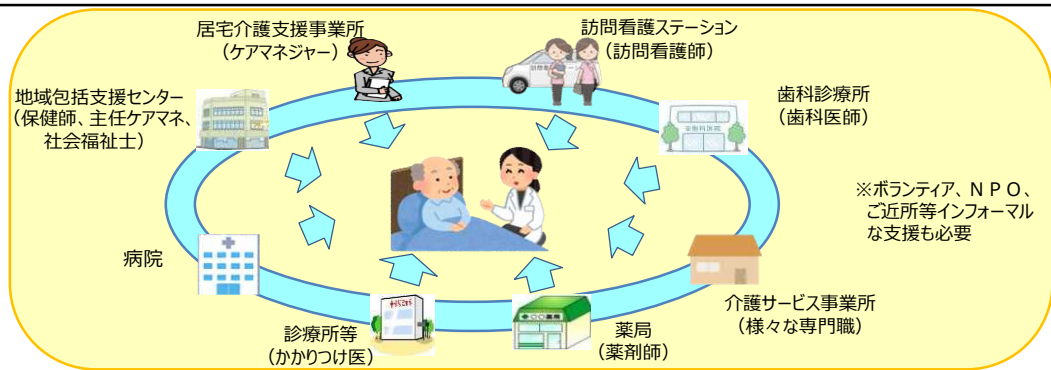 居宅介護支援事業所
（ケアマネジャー）
訪問看護ステーション
（訪問看護師）
地域包括支援センター
（保健師、主任ケアマネ、
社会福祉士）
歯科診療所
（歯科医師）
※ボランティア、ＮＰＯ、
ご近所等インフォーマル
な支援も必要
病院
介護サービス事業所
（様々な専門職）
診療所等
（かかりつけ医）
薬局
（薬剤師）